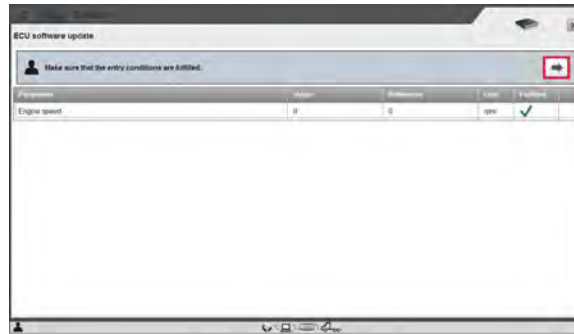 ECU software update
Make sure that the entry conditions are fulfilled.
Parameter Value Reference Unit Fulfilled
Engine speed 0 0 rpm